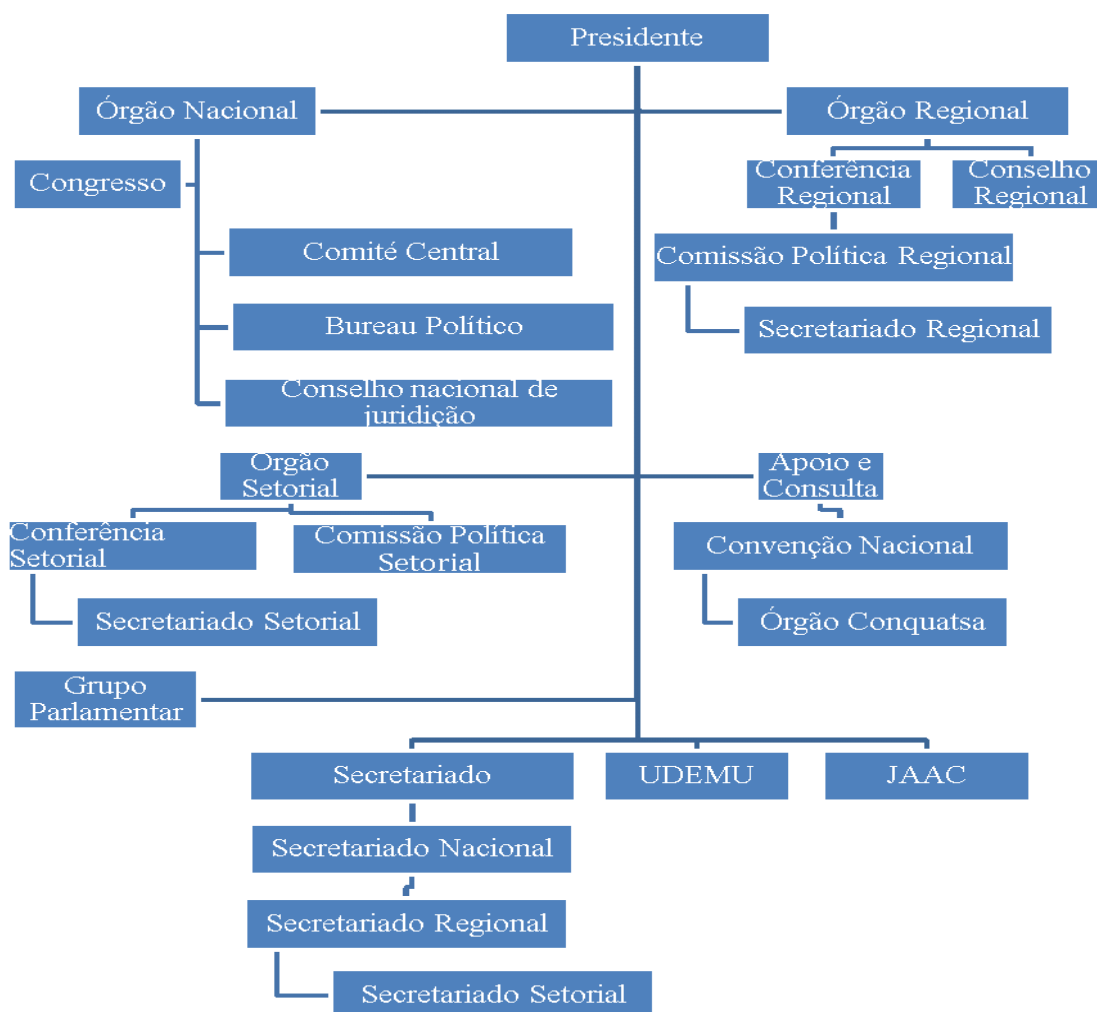 Presidente
Órgão Nacional
Órgão Regional
Congresso
Conferência
Regional
Conselho
Regional
Comité Central
Comissão Política Regional
Bureau Político
Secretariado Regional
Conselho nacional de
juridição
Orgão
Setorial
Apoio e
Consulta
Conferência
Setorial
Comissão Política
Setorial
Convenção Nacional
Secretariado Setorial
Órgão Conquatsa
Grupo
Parlamentar
Secretariado
UDEMU
JAAC
Secretariado Nacional
Secretariado Regional
Secretariado Setorial